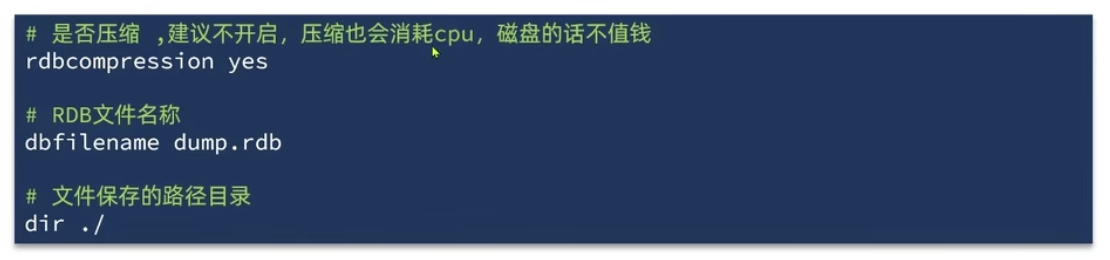 # 是否压缩 ,建议不开启，压缩也会消耗cpu，磁盘的话不值钱
rdbcompression yes
# RDB文件名称
dbfilename dump.rdb
# 文件保存的路径目录
dir ./